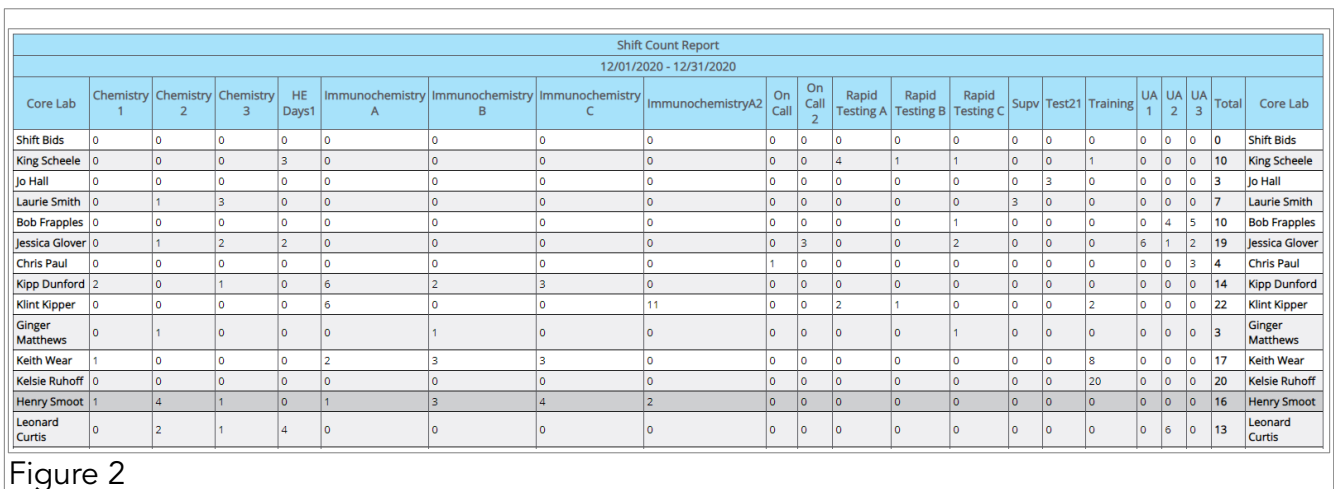 Shift Count Report
12/01/2020 - 12/31/2020
Core Lab Chemistry 1 Chemistry 2 Chemistry 3 HE Days1 Immunochemistry A Immunochemistry B Immunochemistry C ImmunochemistryA2 On Call On Call 2 Rapid Testing A Rapid Testing B Rapid Testing C Supv Test21 Training UA 1 UA 2 UA 3 Total Core Lab
Shift Bids 0 0 0 0 0 0 0 0 0 0 0 0 0 0 0 0 0 0 0 0 Shift Bids
King Scheele 0 0 0 3 0 0 0 0 0 0 4 1 1 0 0 1 0 0 0 10 King Scheele
Jo Hall 0 0 0 0 0 0 0 0 0 0 0 0 0 0 3 0 0 0 0 3 Jo Hall
Laurie Smith 0 1 3 0 0 0 0 0 0 0 0 0 0 3 0 0 0 0 0 7 Laurie Smith
Bob Frapples 0 0 0 0 0 0 0 0 0 0 0 0 1 0 0 0 0 4 5 10 Bob Frapples
Jessica Glover 0 1 2 2 0 0 0 0 0 3 0 0 2 0 0 0 6 1 2 19 Jessica Glover
Chris Paul 0 0 0 0 0 0 0 0 1 0 0 0 0 0 0 0 0 0 3 4 Chris Paul
Kipp Dunford 2 0 1 0 6 2 3 0 0 0 0 0 0 0 0 0 0 0 0 14 Kipp Dunford
Klint Kipper 0 0 0 0 6 0 0 11 0 0 2 1 0 0 0 2 0 0 0 22 Klint Kipper
Ginger Matthews 0 1 0 0 0 1 0 0 0 0 0 0 1 0 0 0 0 0 0 3 Ginger Matthews
Keith Wear 1 0 0 0 2 3 3 0 0 0 0 0 0 0 0 8 0 0 0 17 Keith Wear
Kelsie Ruhoff 0 0 0 0 0 0 0 0 0 0 0 0 0 0 0 20 0 0 0 20 Kelsie Ruhoff
Henry Smoot 1 4 1 0 1 3 4 2 0 0 0 0 0 0 0 0 0 0 0 16 Henry Smoot
Leonard Curtis 0 2 1 4 0 0 0 0 0 0 0 0 0 0 0 0 0 6 0 13 Leonard Curtis
Figure 2